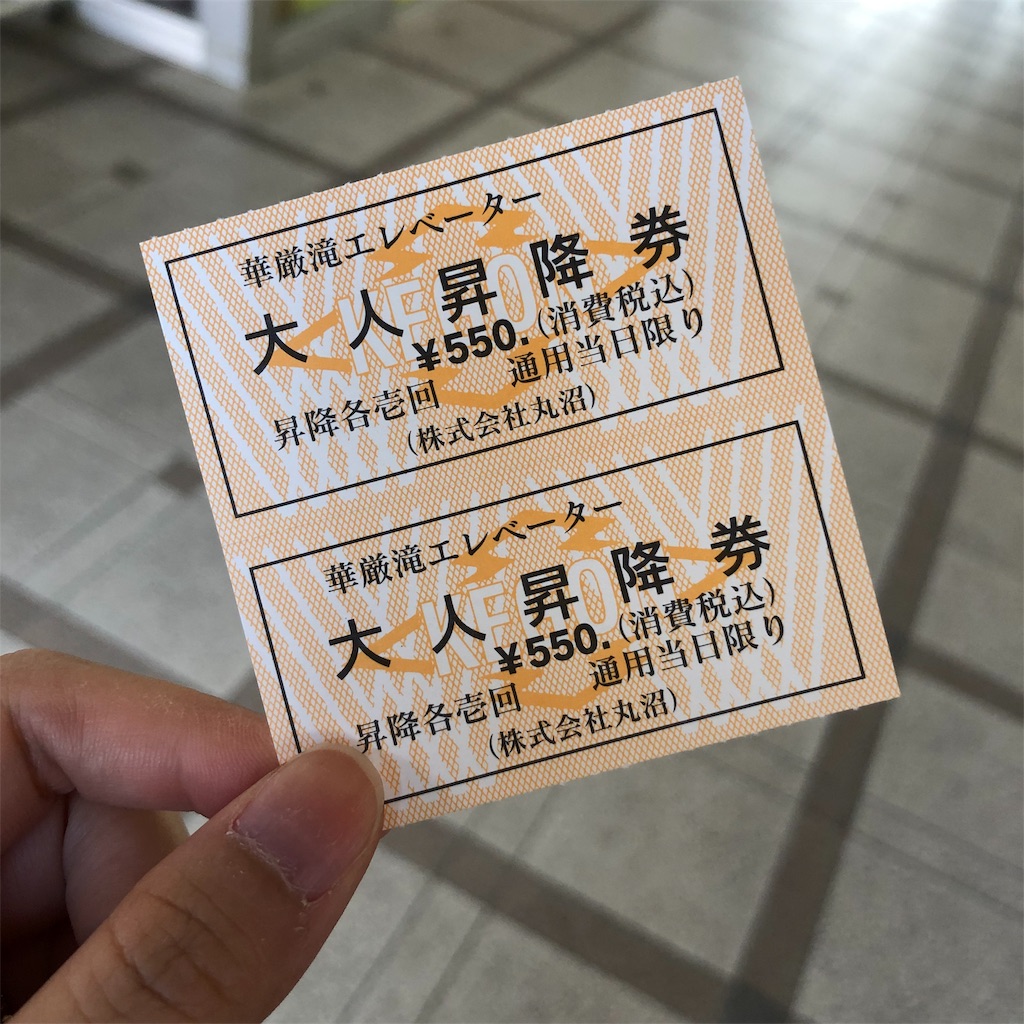 華厳滝エレベーター
大人昇降券
¥550.(消費税込)
昇降各壱回 通用当日限り
(株式会社丸沼)
華厳滝エレベーター
大人昇降券
¥550.(消費税込)
昇降各壱回 通用当日限り
(株式会社丸沼)